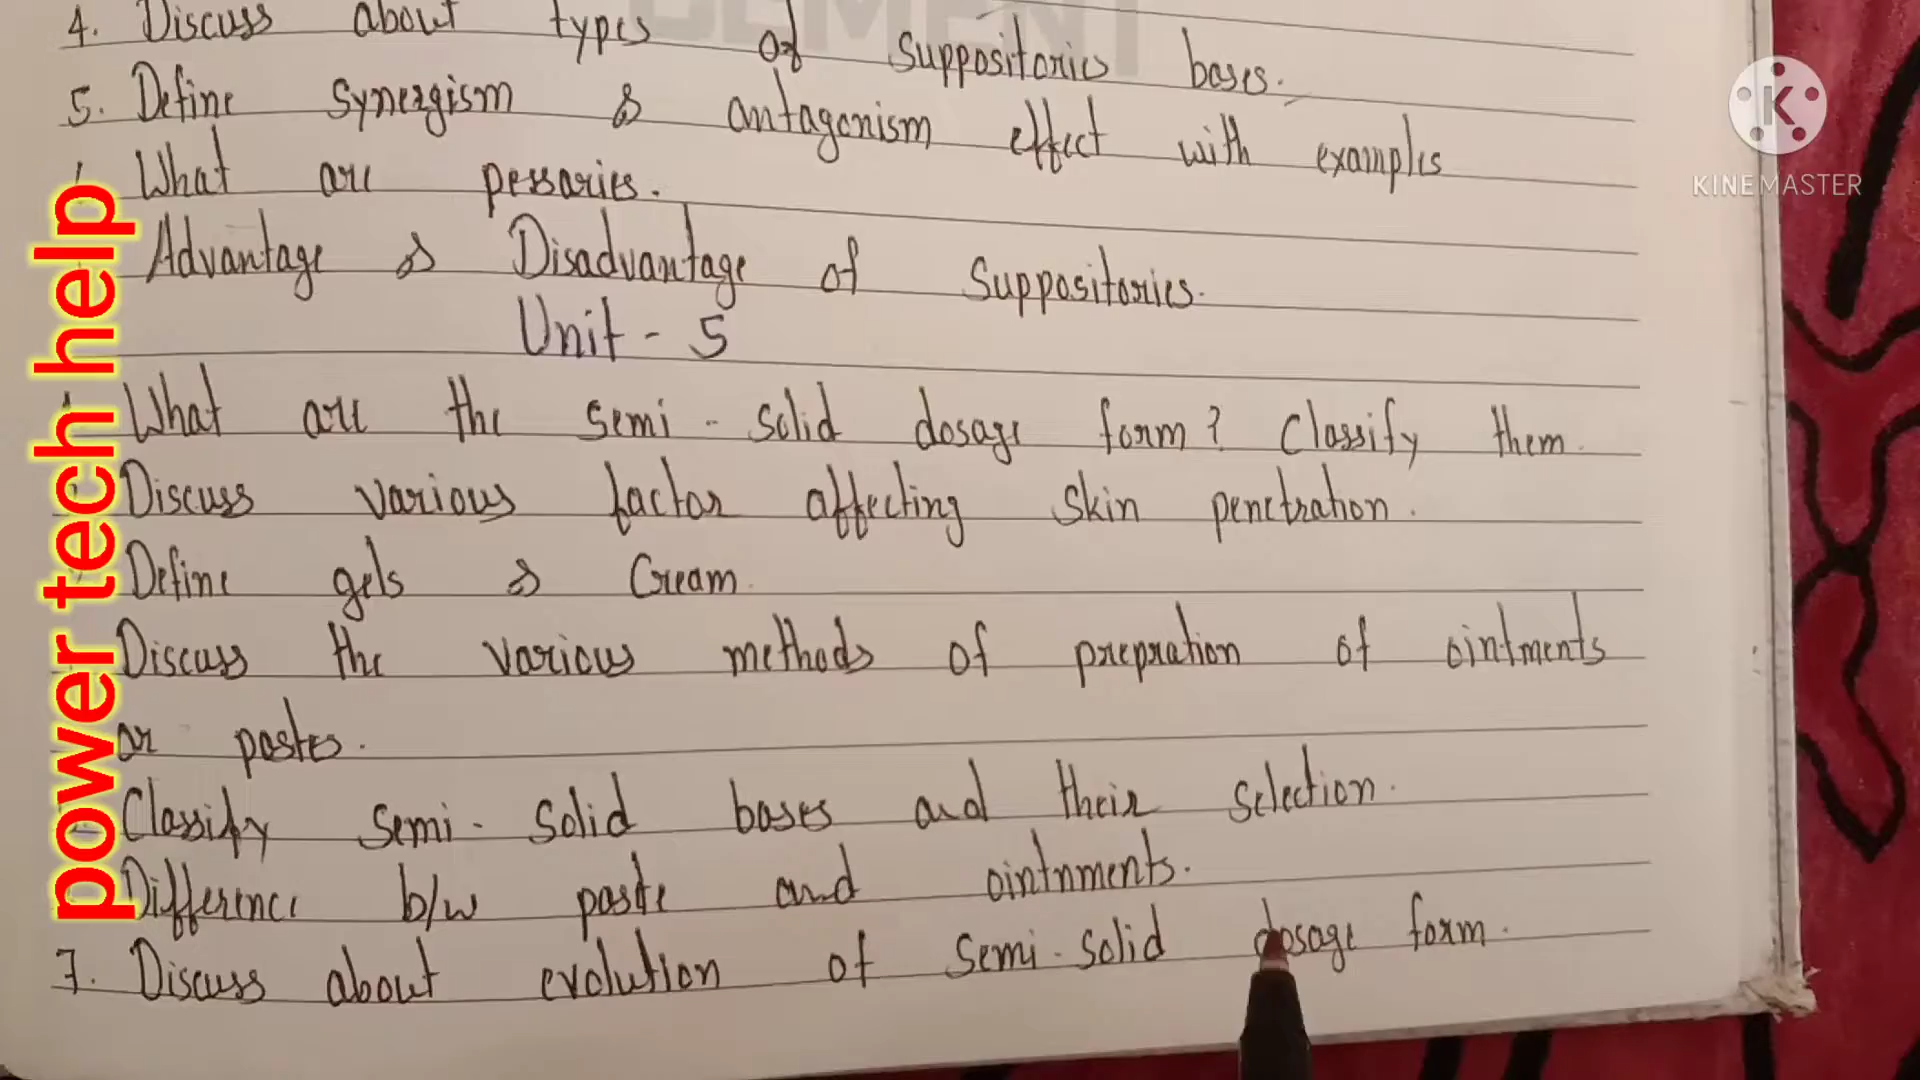 4. Discuss about types of Suppositories bases.
5. Define Synergism & antagonism effect with examples
What are pessaries.
Advantage & Disadvantage of Suppositories.
Unit - 5
What are the Semi-solid dosage form? Classify them.
Discuss various factor affecting Skin penetration.
Define gels & Cream.
Discuss the various methods of prepration of ointments
or pastes.
Classify Semi-solid bases and their selection.
Difference b/w paste and ointnments.
7. Discuss about evolution of Semi-solid dosage form.
power tech help
K
KINEMASTER